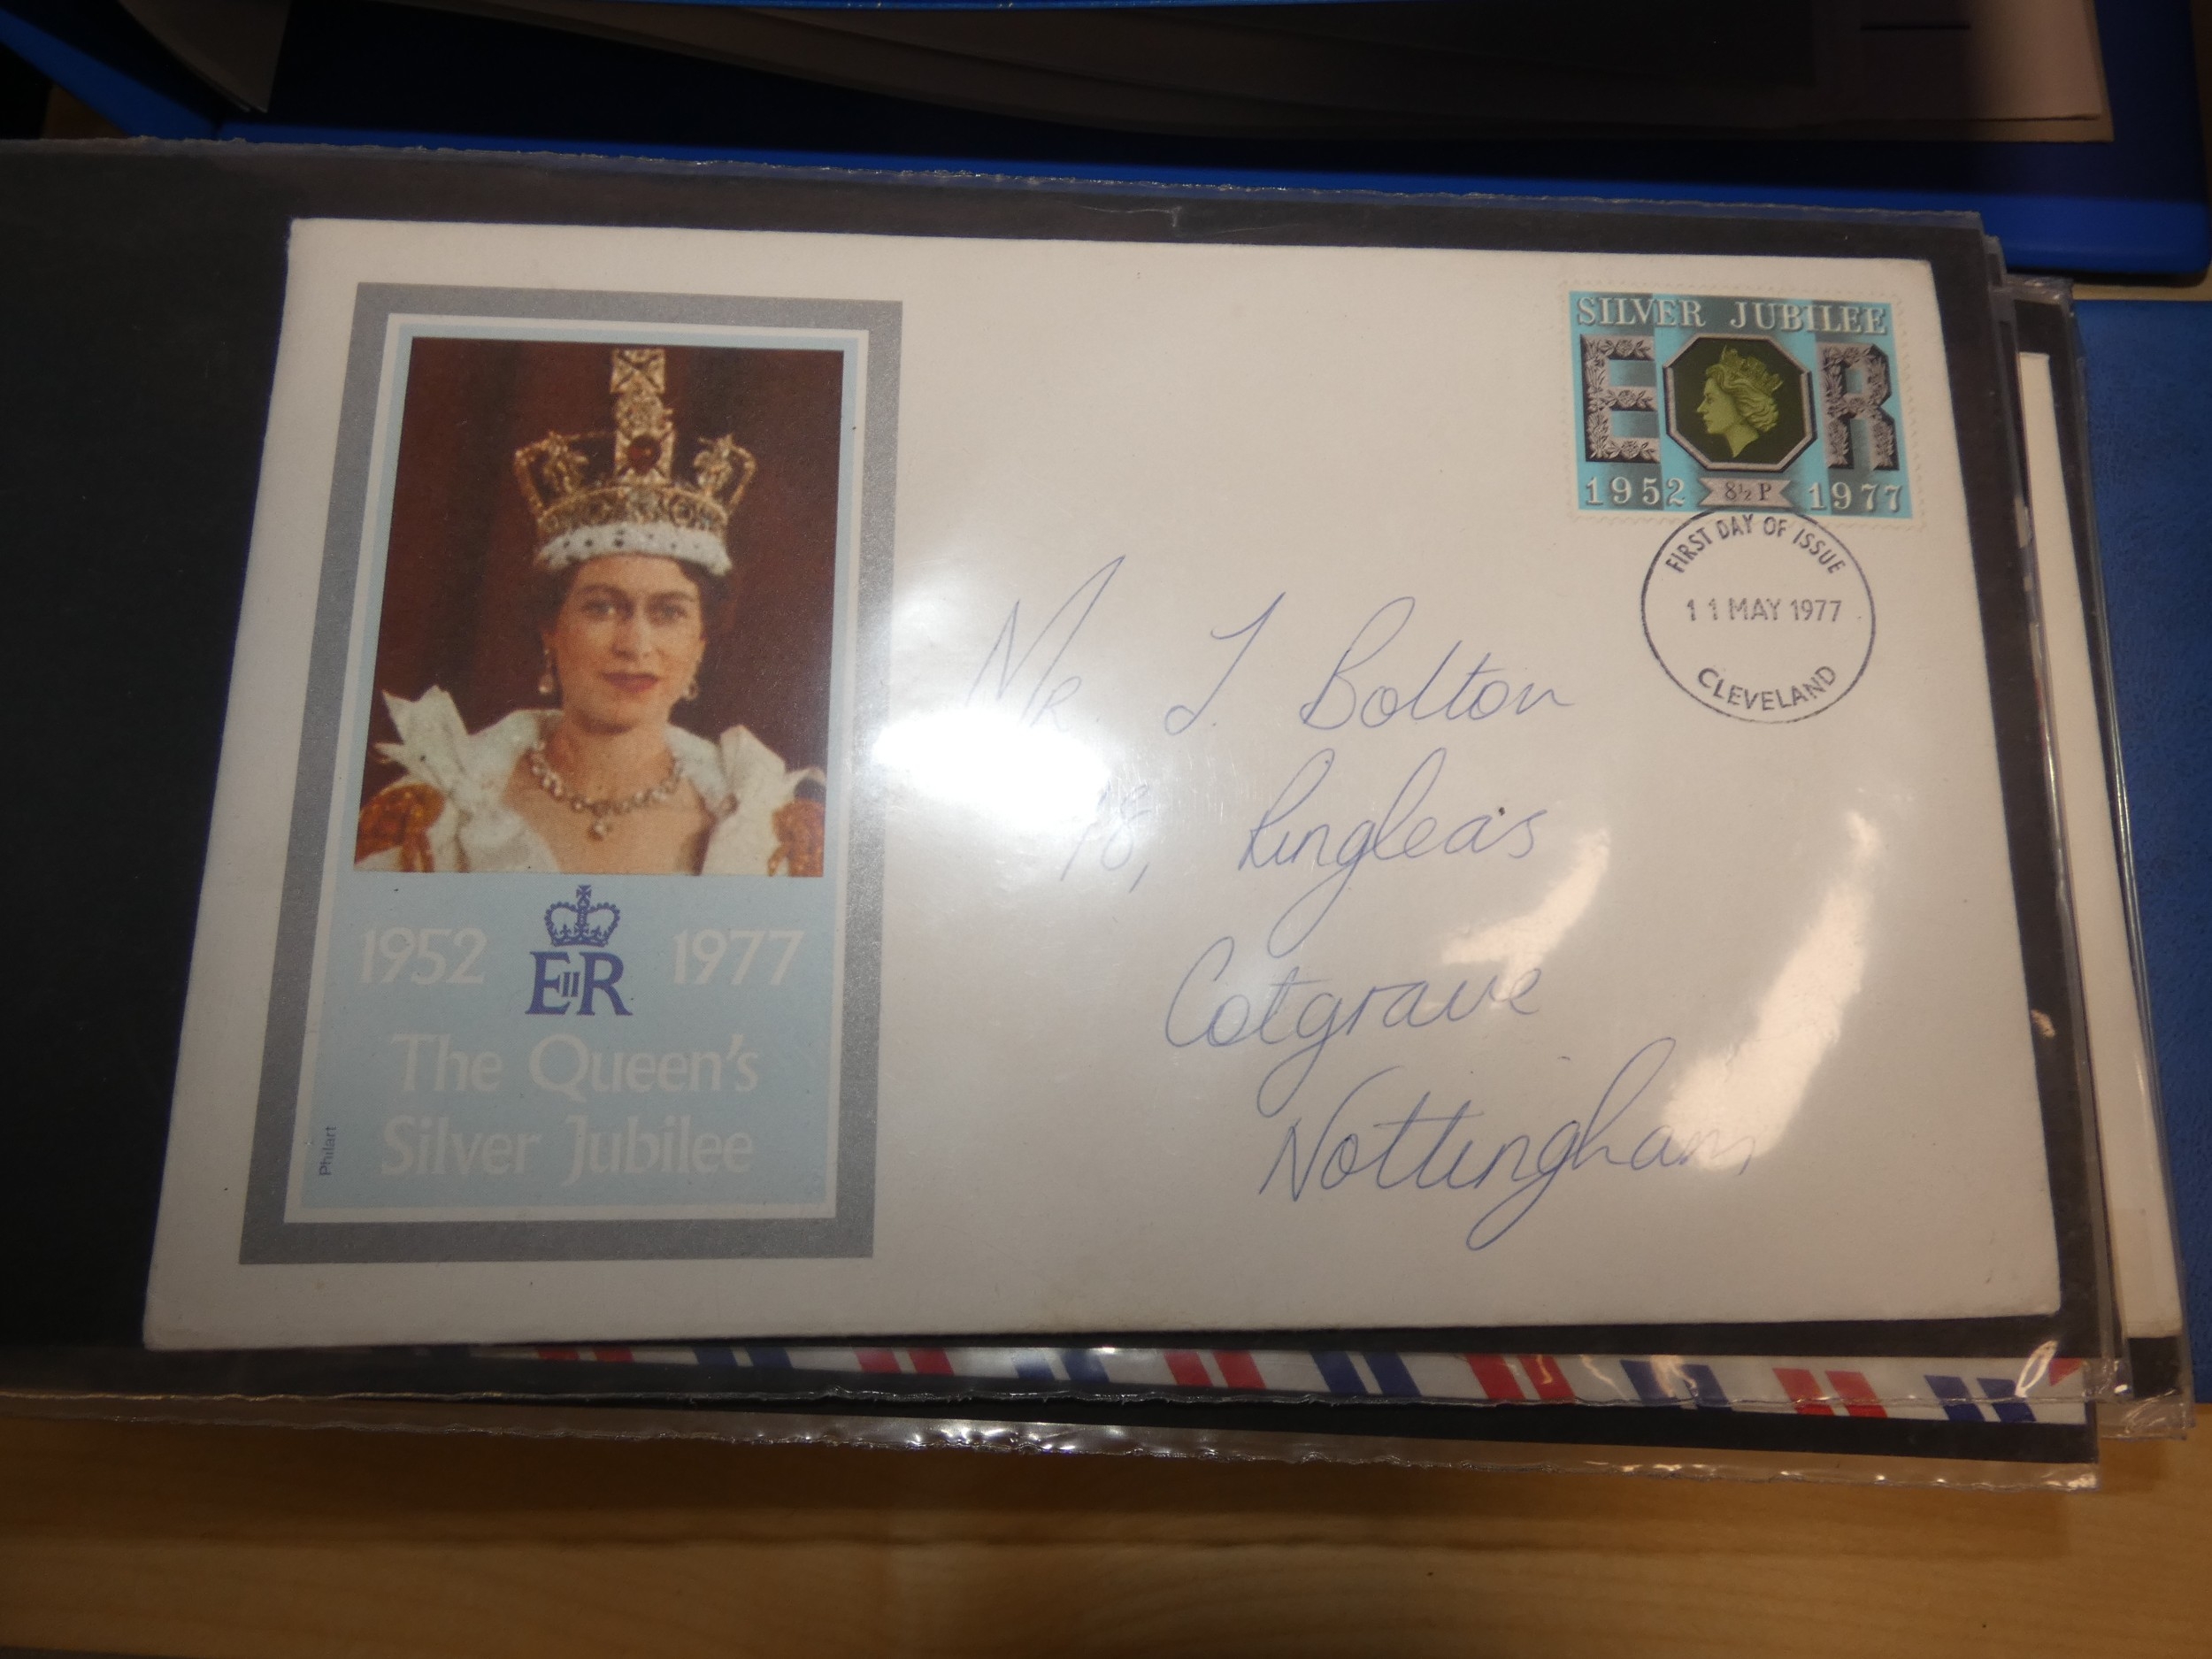 1952 EIIR 1977
The Queen's
Silver Jubilee
Philart
SILVER JUBILEE
E R
1952 8½P 1977
FIRST DAY OF ISSUE
11 MAY 1977
CLEVELAND
Mr. J. Bolton
18, Ringleas
Cotgrave
Nottingham